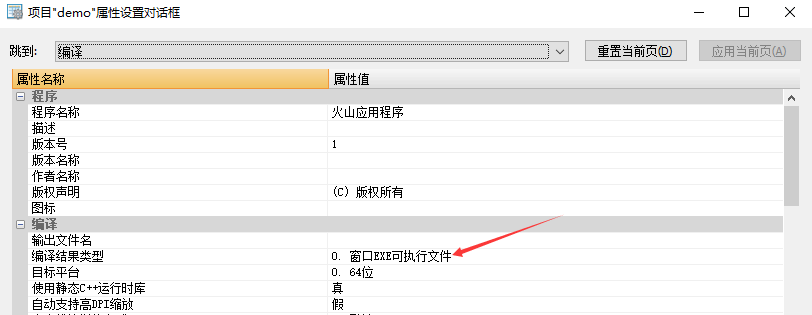 项目"demo"属性设置对话框
跳到: 编译 重置当前页(D) 应用当前页(A)
属性名称 属性值
程序
程序名称 火山应用程序
描述
版本号 1
版本名称
作者名称
版权声明 (C) 版权所有
图标
编译
输出文件名
编译结果类型 0. 窗口EXE可执行文件
目标平台 0. 64位
使用静态C++运行时库 真
自动支持高DPI缩放 假